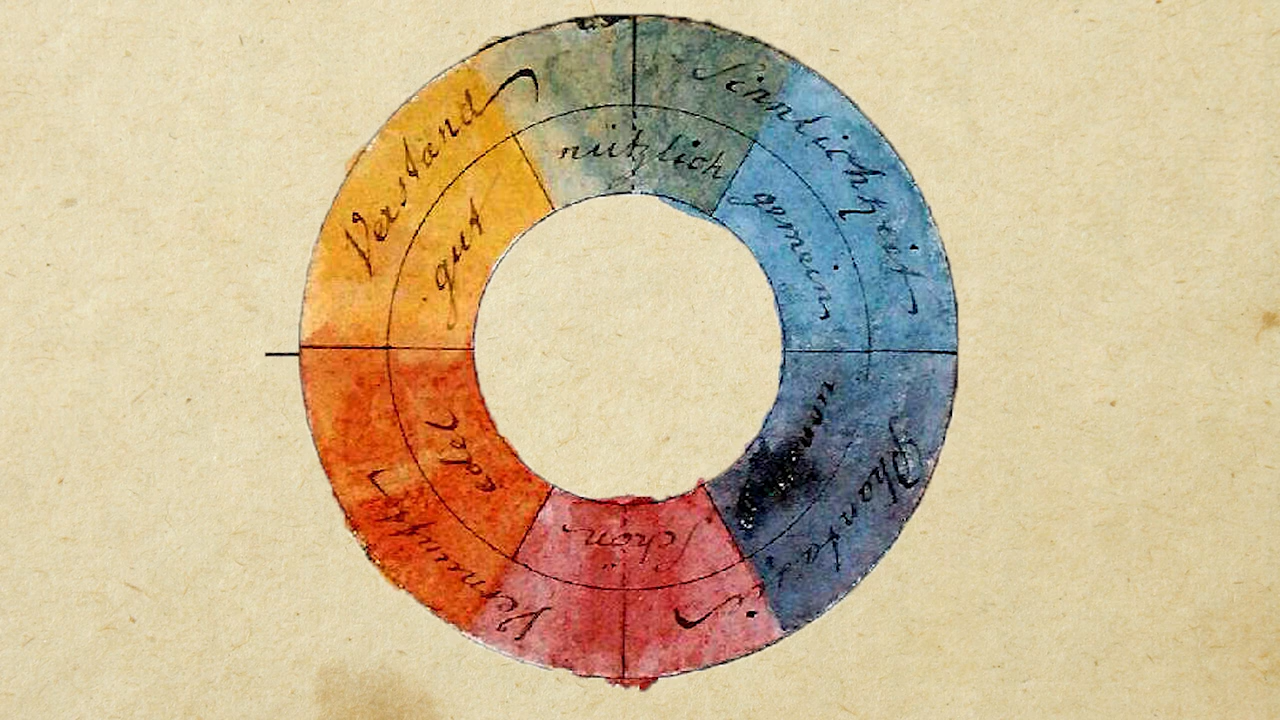 Verstand
Sinnlichkeit
Phantasie
Vernunft
gut
nützlich
gemein
schön
edel